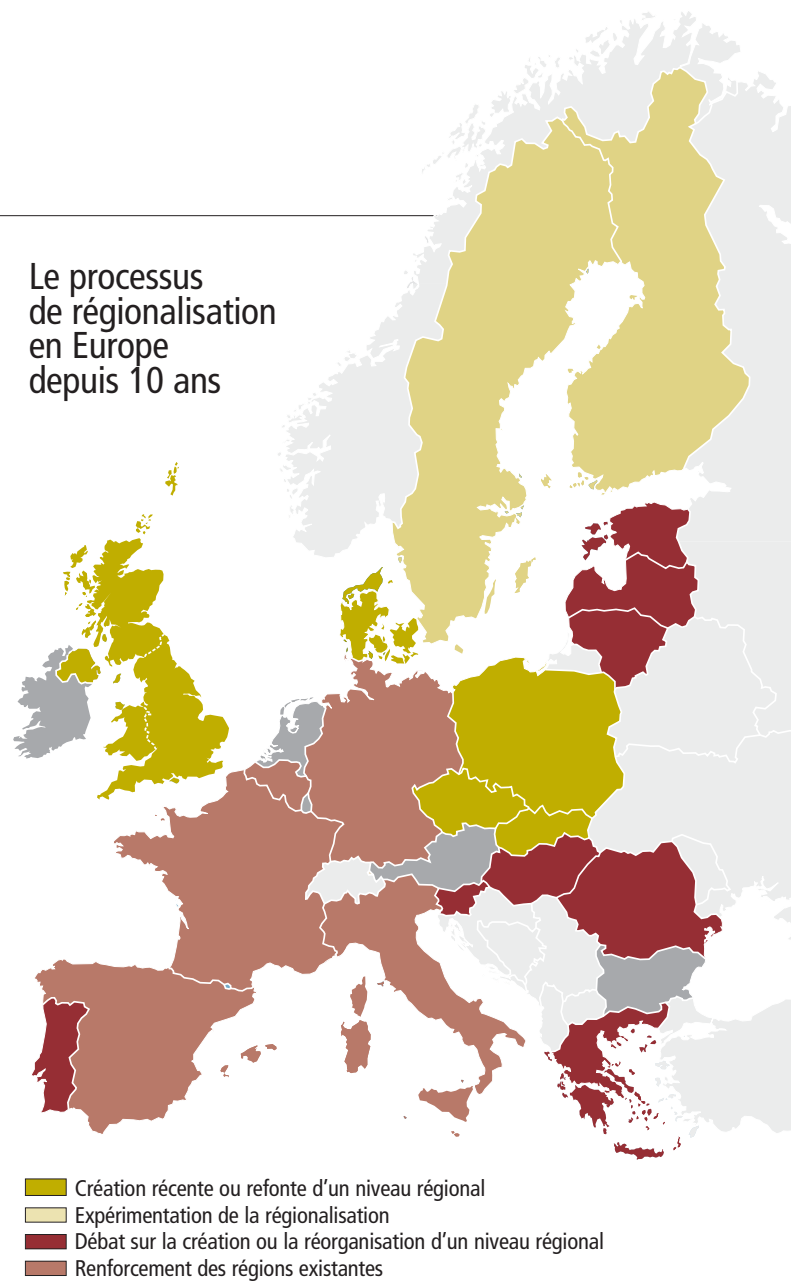 Le processus
de régionalisation
en Europe
depuis 10 ans
Création récente ou refonte d'un niveau régional
Expérimentation de la régionalisation
Débat sur la création ou la réorganisation d'un niveau régional
Renforcement des régions existantes